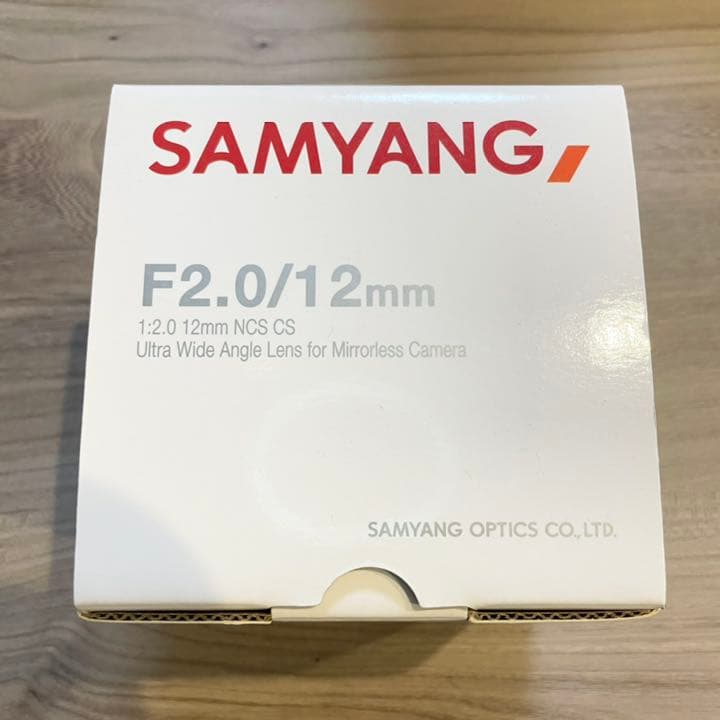 SAMYANG
F2.0/12mm
1:2.0 12mm NCS CS
Ultra Wide Angle Lens for Mirrorless Camera
SAMYANG OPTICS CO.,LTD.